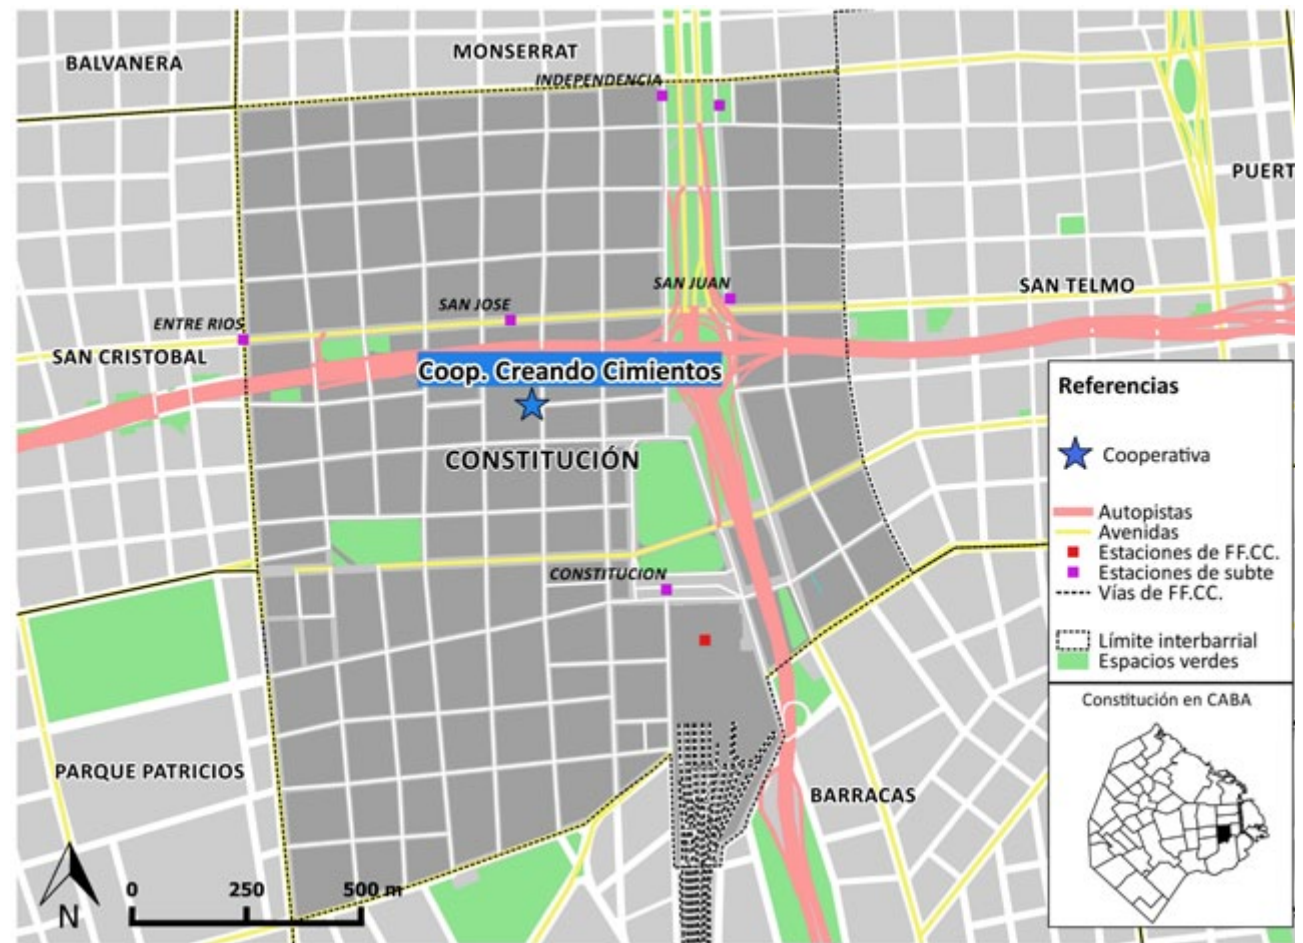 BALVANERA
MONSERRAT
INDEPENDENCIA
PUERT
SAN JUAN
SAN TELMO
SAN JOSE
ENTRE RIOS
SAN CRISTOBAL
Coop. Creando Cimientos
CONSTITUCIÓN
CONSTITUCION
PARQUE PATRICIOS
BARRACAS
0 250 500 m
N
Referencias
Cooperativa
Autopistas
Avenidas
Estaciones de FF.CC.
Estaciones de subte
Vías de FF.CC.
Límite interbarrial
Espacios verdes
Constitución en CABA